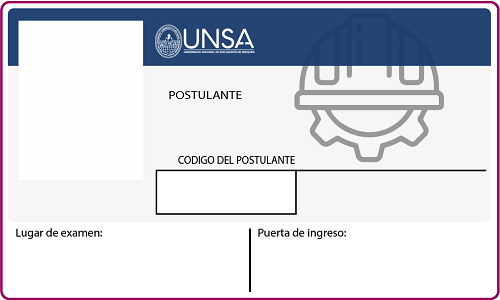 UNSA
UNIVERSIDAD NACIONAL DE SAN AGUSTÍN DE AREQUIPA
POSTULANTE
CODIGO DEL POSTULANTE
Lugar de examen:
Puerta de ingreso: